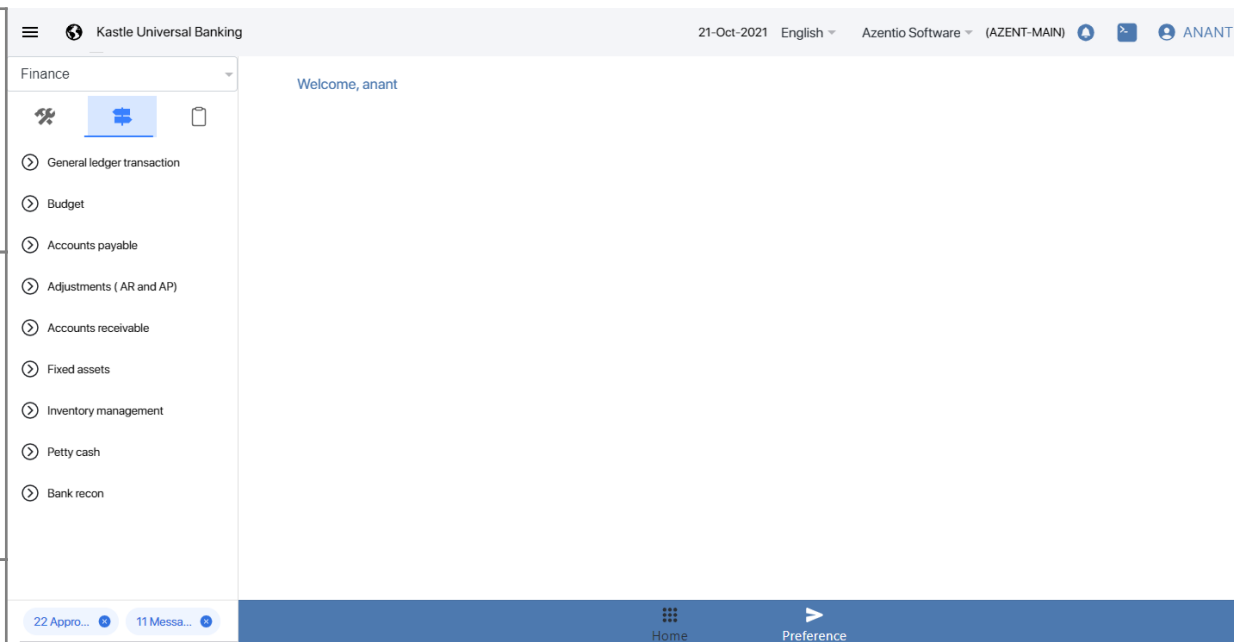 Kastle Universal Banking 21-Oct-2021 English Azentio Software (AZENT-MAIN) ANANT
Finance
Welcome, anant
General ledger transaction
Budget
Accounts payable
Adjustments ( AR and AP)
Accounts receivable
Fixed assets
Inventory management
Petty cash
Bank recon
22 Appro... 11 Messa...
Home Preference